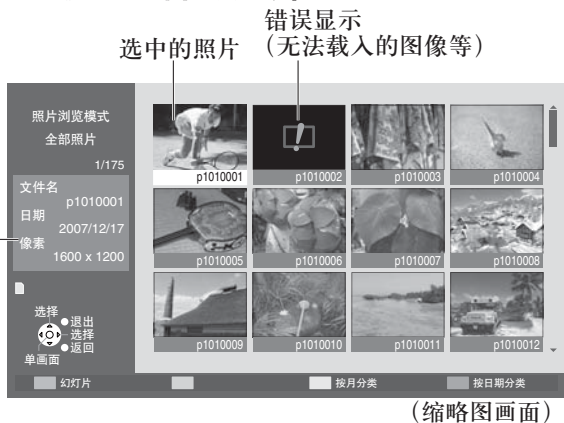 错误显示
选中的照片
（无法载入的图像等）
照片浏览模式
全部照片
1/175
文件名
p1010001
日期
2007/12/17
像素
1600 x 1200
选择
退出
选择
返回
单画面
p1010001
p1010002
p1010003
p1010004
p1010005
p1010006
p1010007
p1010008
p1010009
p1010010
p1010011
p1010012
幻灯片
按月分类
按日期分类
（缩略图画面）